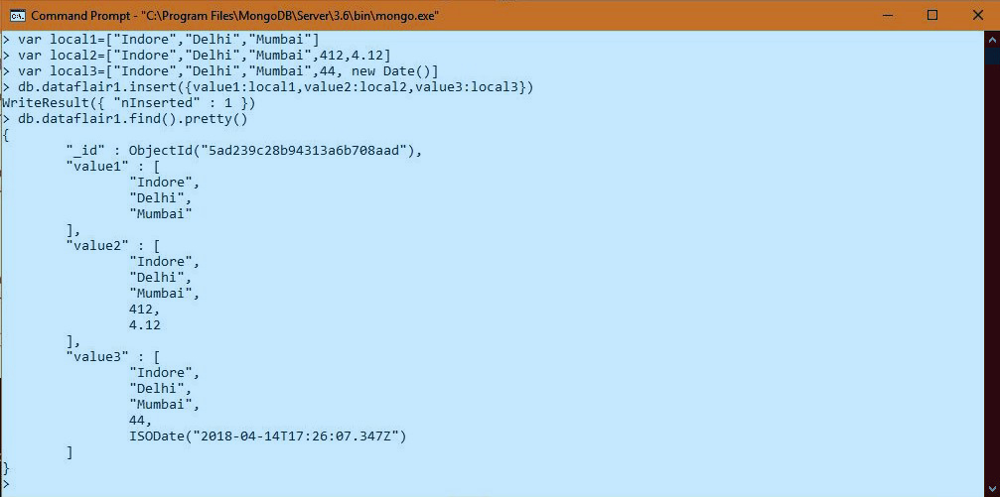 Command Prompt - "C:\Program Files\MongoDB\Server\3.6\bin\mongo.exe"
> var local1=["Indore","Delhi","Mumbai"]
> var local2=["Indore","Delhi","Mumbai",412,4.12]
> var local3=["Indore","Delhi","Mumbai",44, new Date()]
> db.dataflair1.insert({value1:local1,value2:local2,value3:local3})
WriteResult({ "nInserted" : 1 })
> db.dataflair1.find().pretty()
{
        "_id" : ObjectId("5ad239c28b94313a6b708aad"),
        "value1" : [
                "Indore",
                "Delhi",
                "Mumbai"
        ],
        "value2" : [
                "Indore",
                "Delhi",
                "Mumbai",
                412,
                4.12
        ],
        "value3" : [
                "Indore",
                "Delhi",
                "Mumbai",
                44,
                ISODate("2018-04-14T17:26:07.347Z")
        ]
}
>